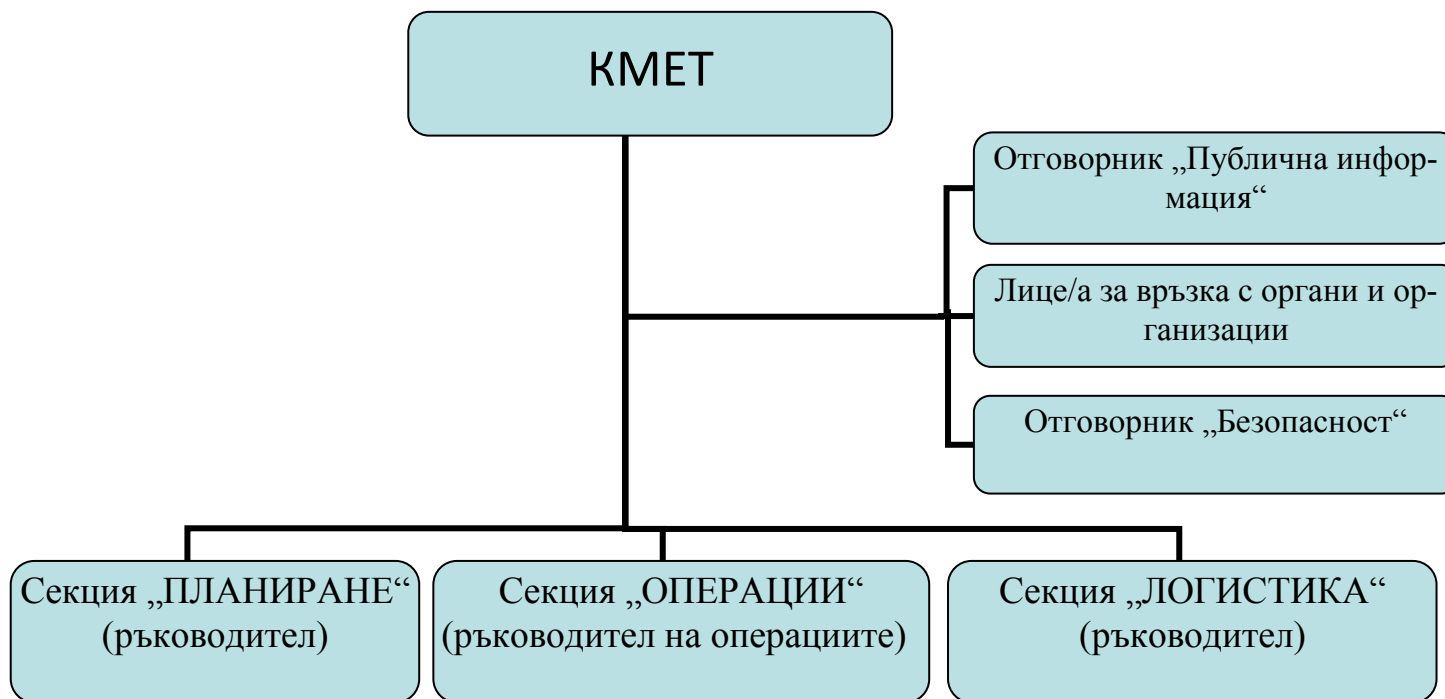 КМЕТ
Отговорник „Публична инфор-
мация“
Лице/а за връзка с органи и ор-
ганизации
Отговорник „Безопасност“
Секция „ПЛАНИРАНЕ“
(ръководител)
Секция „ОПЕРАЦИИ“
(ръководител на операциите)
Секция „ЛОГИСТИКА“
(ръководител)